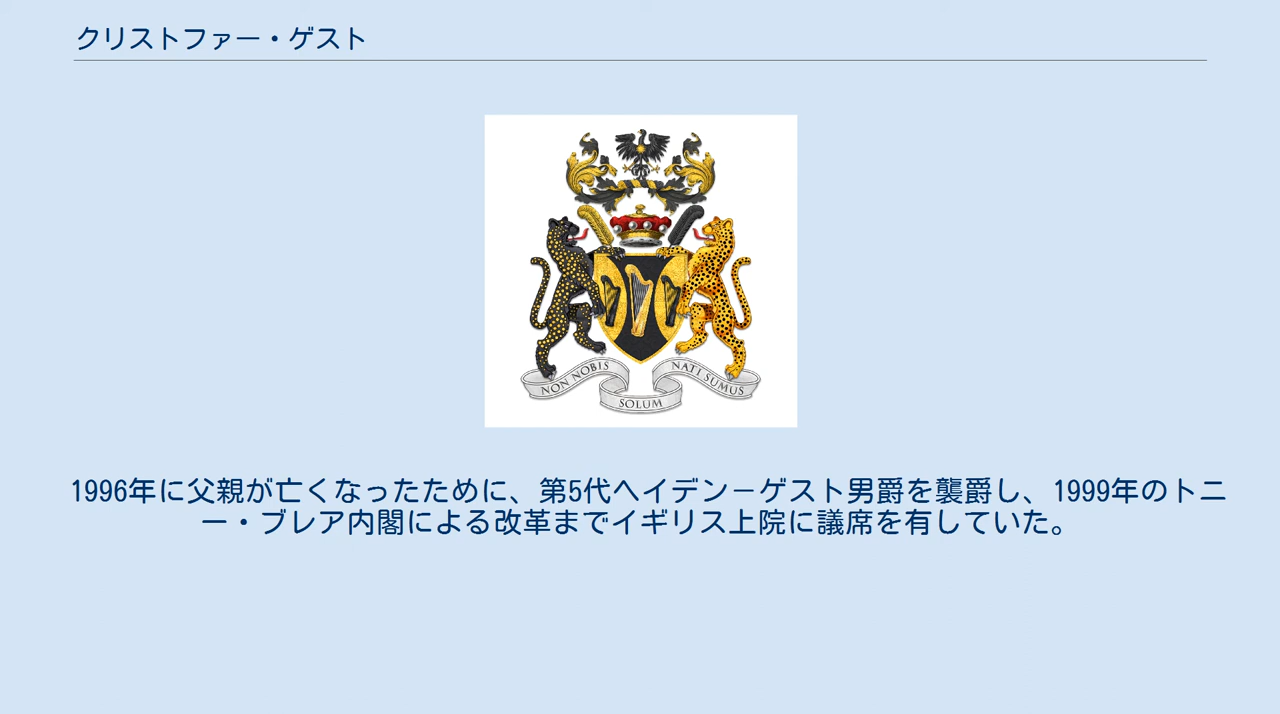 クリストファー・ゲスト
NON NOBIS
SOLUM
NATI SUMUS
1996年に父親が亡くなったために、第5代ヘイデン－ゲスト男爵を襲爵し、1999年のトニ
ー・ブレア内閣による改革までイギリス上院に議席を有していた。